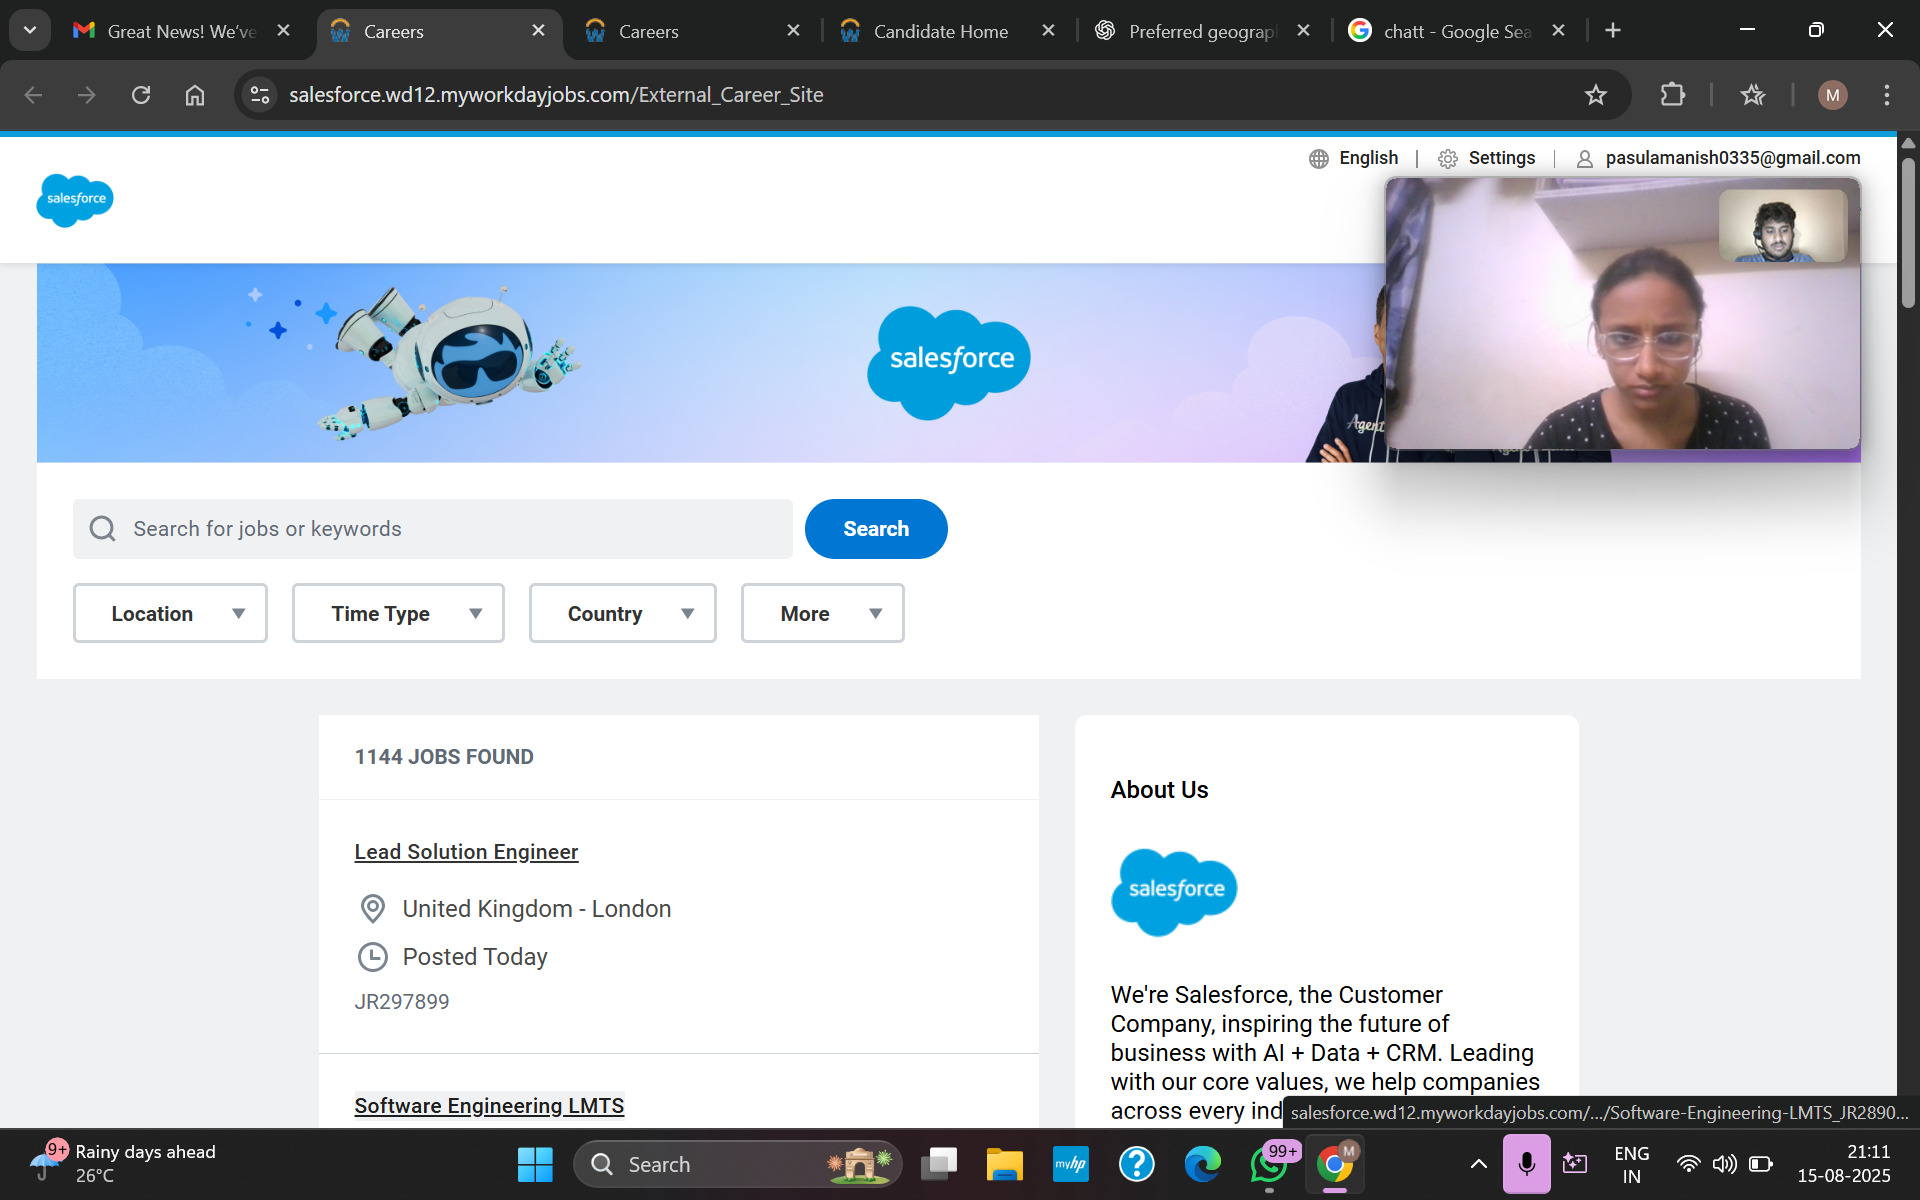 Great News! We've
Careers
Careers
Candidate Home
Preferred geograp
chatt - Google Sea
salesforce.wd12.myworkdayjobs.com/External_Career_Site
M
English
Settings
pasulamanish0335@gmail.com
salesforce
salesforce
Agent
Search for jobs or keywords
Search
Location
Time Type
Country
More
1144 JOBS FOUND
Lead Solution Engineer
United Kingdom - London
Posted Today
JR297899
Software Engineering LMTS
About Us
salesforce
We're Salesforce, the Customer
Company, inspiring the future of
business with AI + Data + CRM. Leading
with our core values, we help companies
across every ind
salesforce.wd12.myworkdayjobs.com/.../Software-Engineering-LMTS_JR2890...
9+
Rainy days ahead
26°C
Search
myhp
99+
M
ENG
IN
21:11
15-08-2025